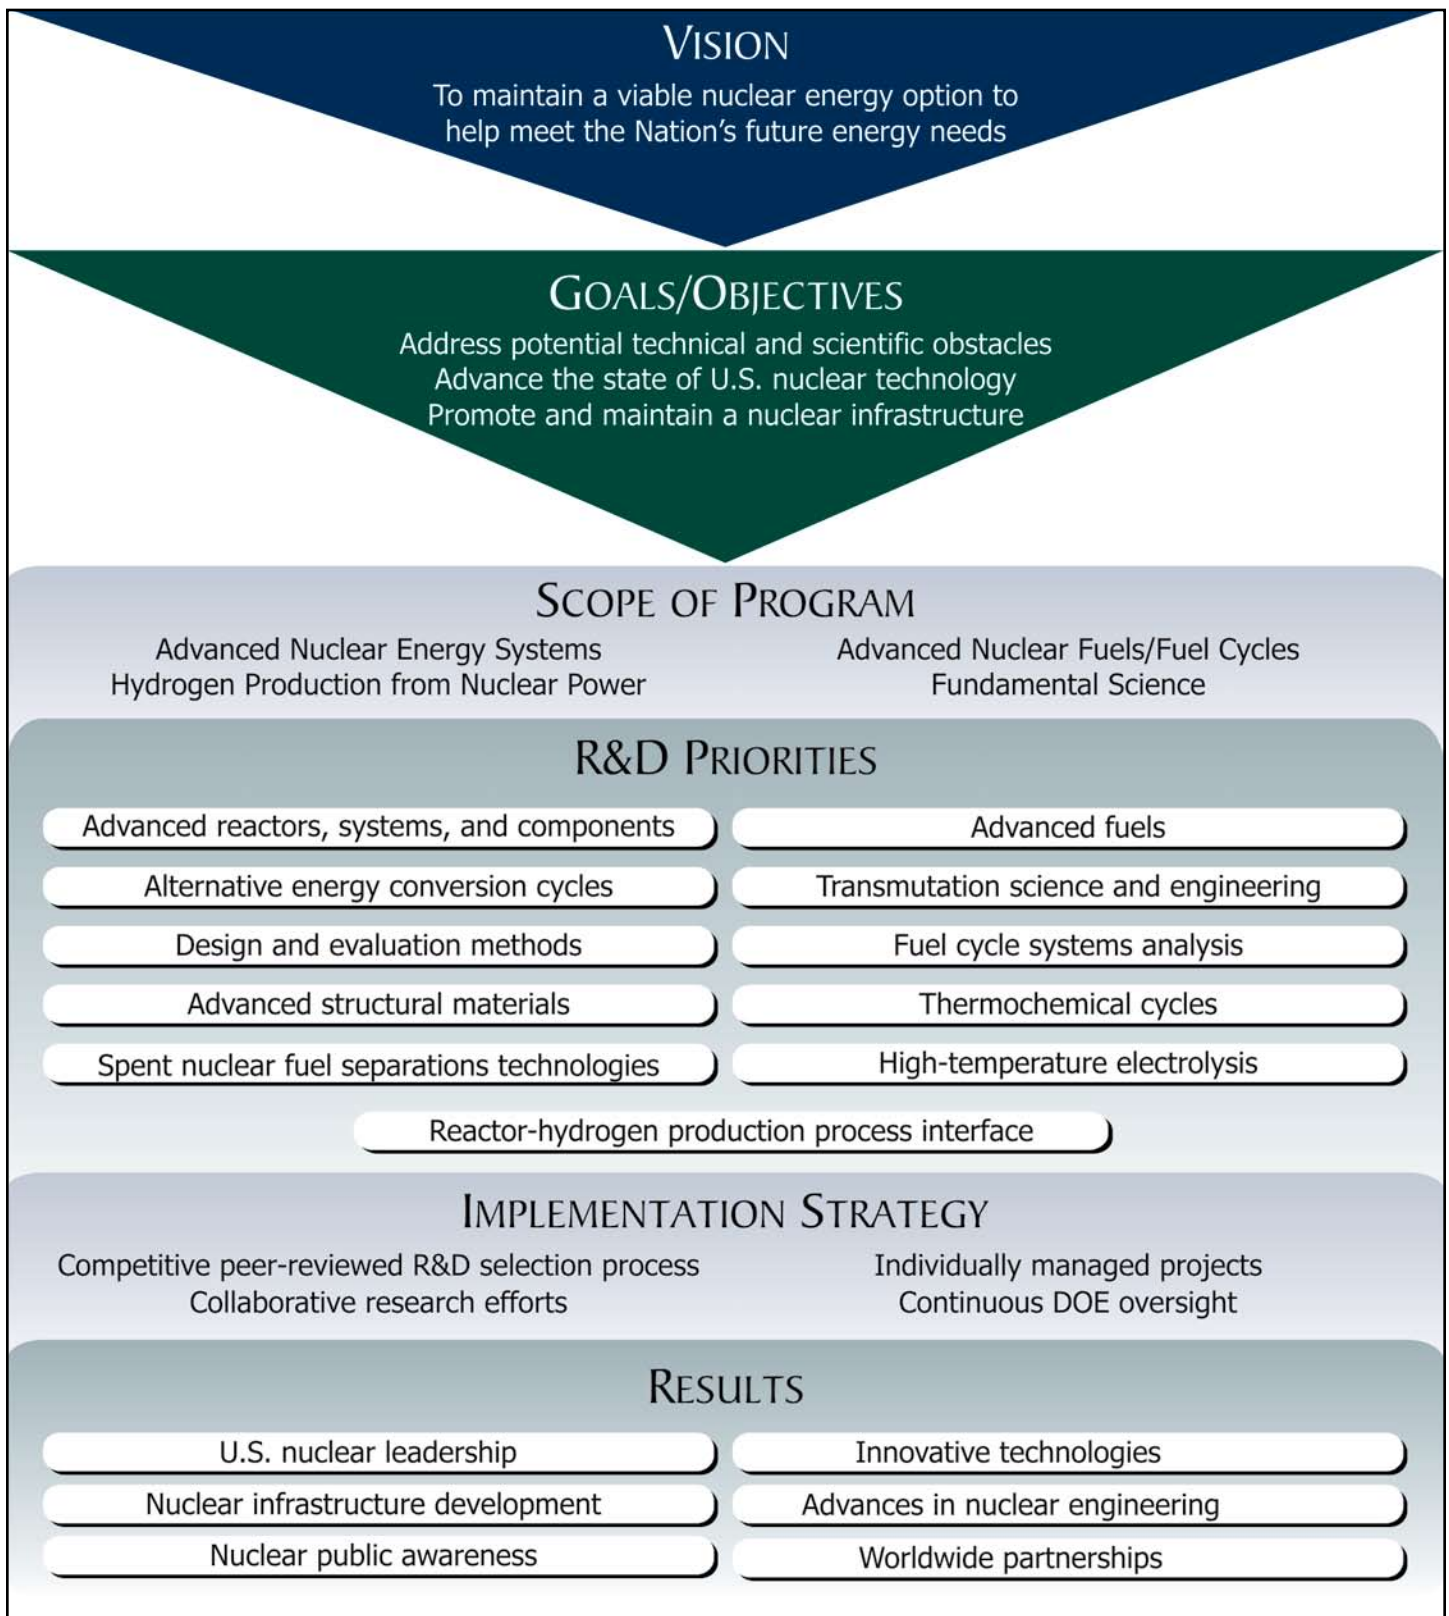 VISION
To maintain a viable nuclear energy option to
help meet the Nation's future energy needs
GOALS/OBJECTIVES
Address potential technical and scientific obstacles
Advance the state of U.S. nuclear technology
Promote and maintain a nuclear infrastructure
SCOPE OF PROGRAM
Advanced Nuclear Energy Systems
Hydrogen Production from Nuclear Power
Advanced Nuclear Fuels/Fuel Cycles
Fundamental Science
R&D PRIORITIES
Advanced reactors, systems, and components
Advanced fuels
Alternative energy conversion cycles
Transmutation science and engineering
Design and evaluation methods
Fuel cycle systems analysis
Advanced structural materials
Thermochemical cycles
Spent nuclear fuel separations technologies
High-temperature electrolysis
Reactor-hydrogen production process interface
IMPLEMENTATION STRATEGY
Competitive peer-reviewed R&D selection process
Collaborative research efforts
Individually managed projects
Continuous DOE oversight
RESULTS
U.S. nuclear leadership
Innovative technologies
Nuclear infrastructure development
Advances in nuclear engineering
Nuclear public awareness
Worldwide partnerships